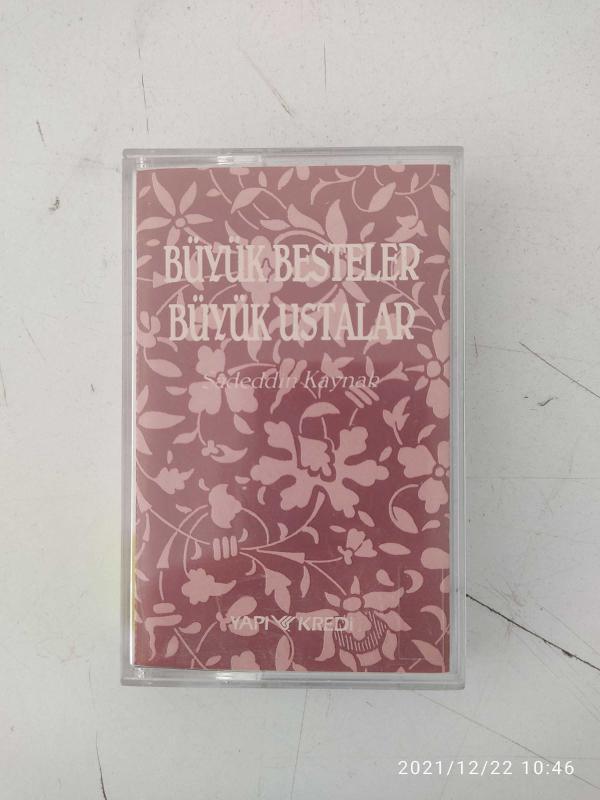 BÜYÜK BESTELER
BÜYÜK USTALAR
Sadeddin Kaynak
YAPI KREDİ
2021/12/22 10:46